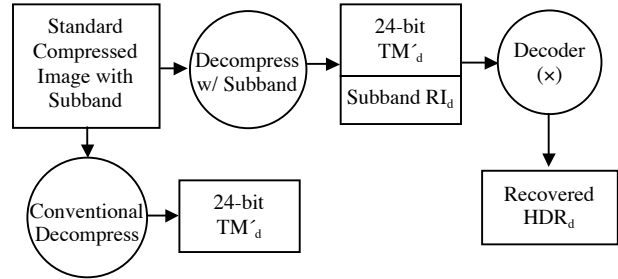 Standard
Compressed
Image with
Subband
Decompress
w/ Subband
24-bit
TM´d
Subband RId
Decoder
(×)
Recovered
HDRd
Conventional
Decompress
24-bit
TM´d